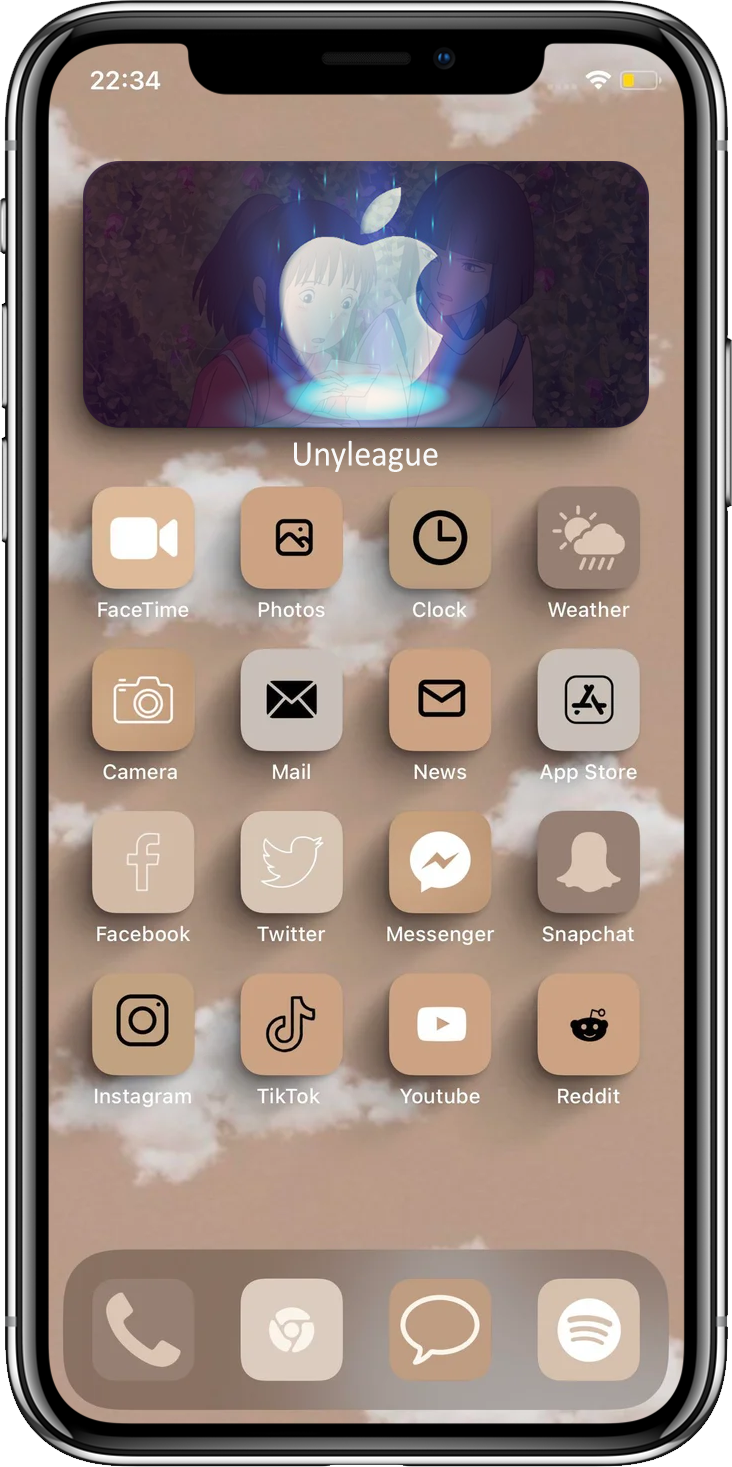 22:34
Unyleague
FaceTime Photos Clock Weather
Camera Mail News App Store
Facebook Twitter Messenger Snapchat
Instagram TikTok Youtube Reddit